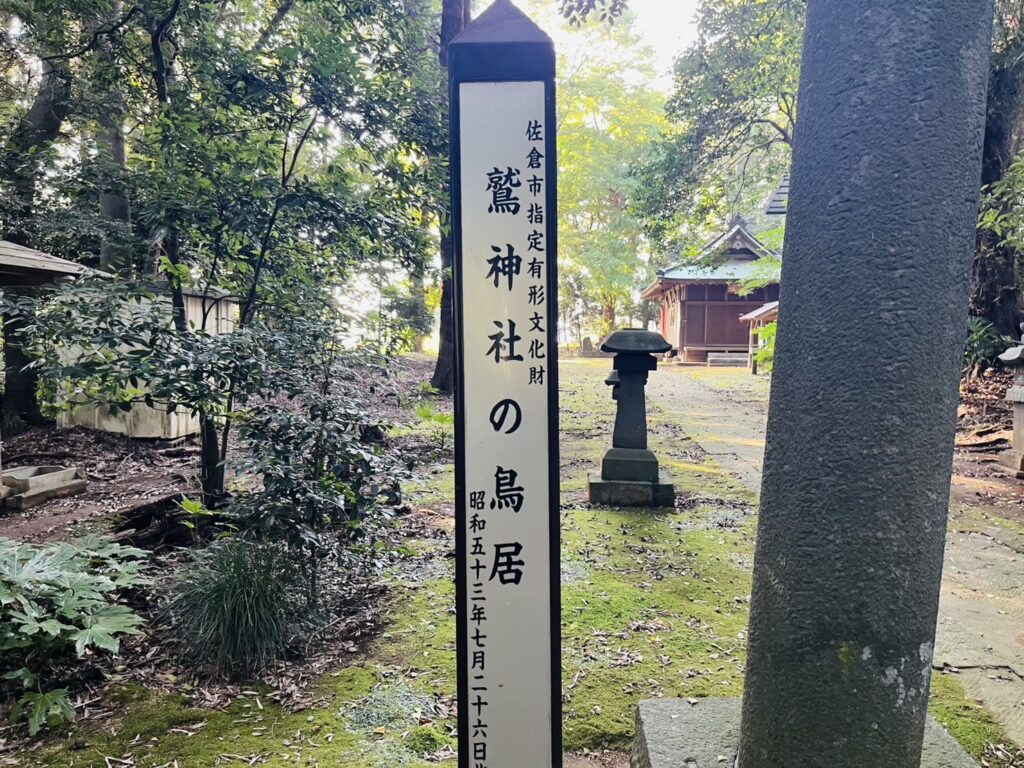 佐倉市指定有形文化財
鷲神社の鳥居
昭和五十三年七月二十六日